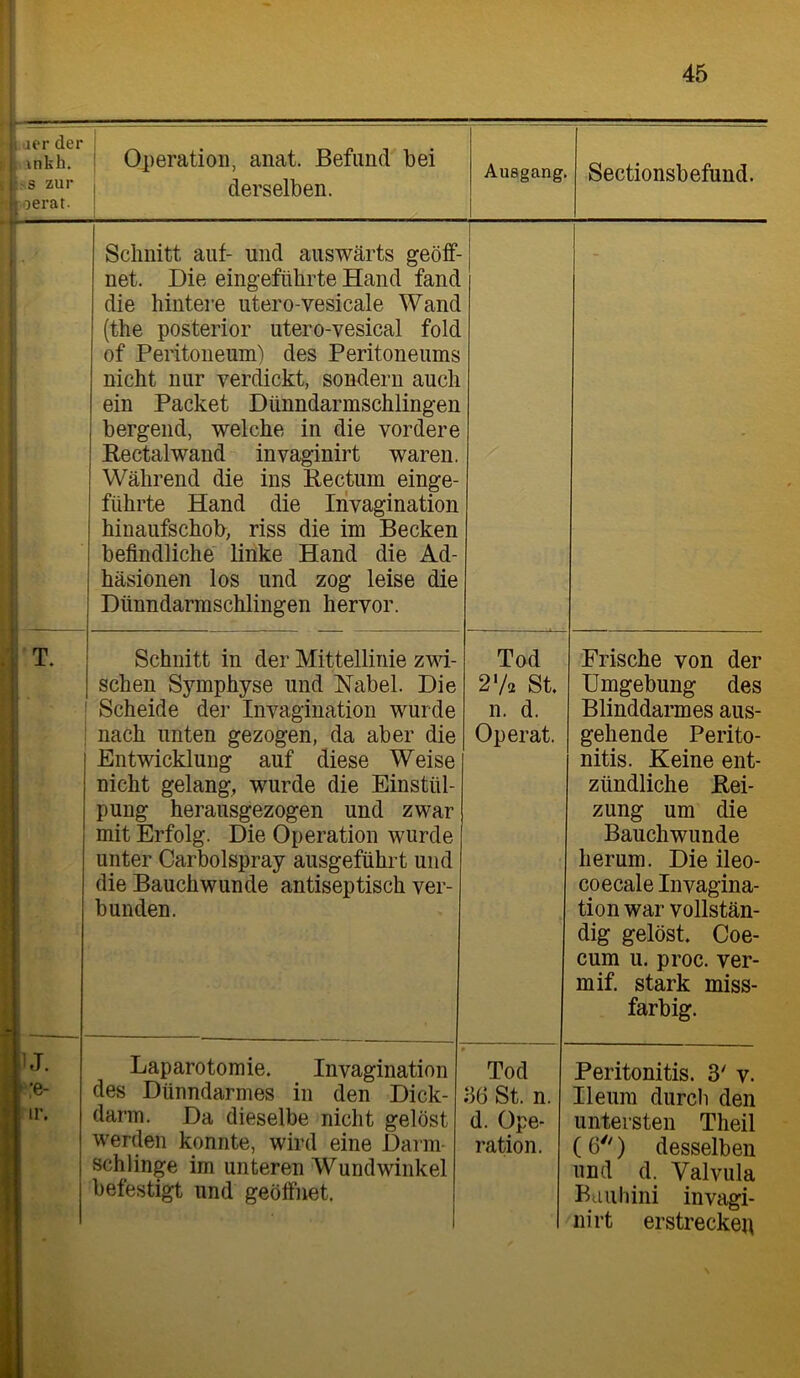 45
ier der
inkh.
s zur
perat.
Operation, anat. Befund bei
derselben.
Ausgang.
Sectionsbefund.
Schnitt auf- und auswärts geöff-
net. Die eingeführte Hand fand
die hintere utero-vesicale Wand
(the posterior utero-vesical fold
of Peritoneum) des Peritoneums
nicht nur verdickt, sondern auch
ein Packet Dünndarmschlingen
bergend, welche in die vordere
Rectalwand invaginirt waren.
Während die ins Rectum einge-
führte Hand die Invagination
hinaufschob, riss die im Becken
befindliche linke Hand die Ad-
häsionen los und zog leise die
Dünndarmschlingen hervor.
T.
Schnitt in der Mittellinie zwi-
schen Symphyse und Nabel. Die
Scheide der Invagination wurde
nach unten gezogen, da aber die
Entwicklung auf diese Weise
nicht gelang, wurde die Einstül-
pung herausgezogen und zwar
mit Erfolg. Die Operation wurde
unter Carbolspray ausgeführt und
die Bauchwunde antiseptisch ver-
bunden.
Tod
2½ St.
n. d.
Operat.
Frische von der
Umgebung des
Blinddarmes aus-
gehende Perito-
nitis. Keine ent-
zündliche Rei-
zung um die
Bauchwunde
herum. Die ileo-
coecale Invagina-
tion war vollstän-
dig gelöst. Coe-
cum u. proc. ver-
mif. stark miss-
farbig.
J.
e-
ir.
Laparotomie. Invagination
des Dünndarmes in den Dick-
darm. Da dieselbe nicht gelöst
werden konnte, wird eine Darm-
schlinge im unteren Wundwinkel
befestigt und geöffnet.
Tod
36 St. n.
d. Ope-
ration.
Peritonitis. 3' v.
Ileum durch den
untersten Theil
(6") desselben
und d. Valvula
Bauhini invagi-
nirt erstrecken